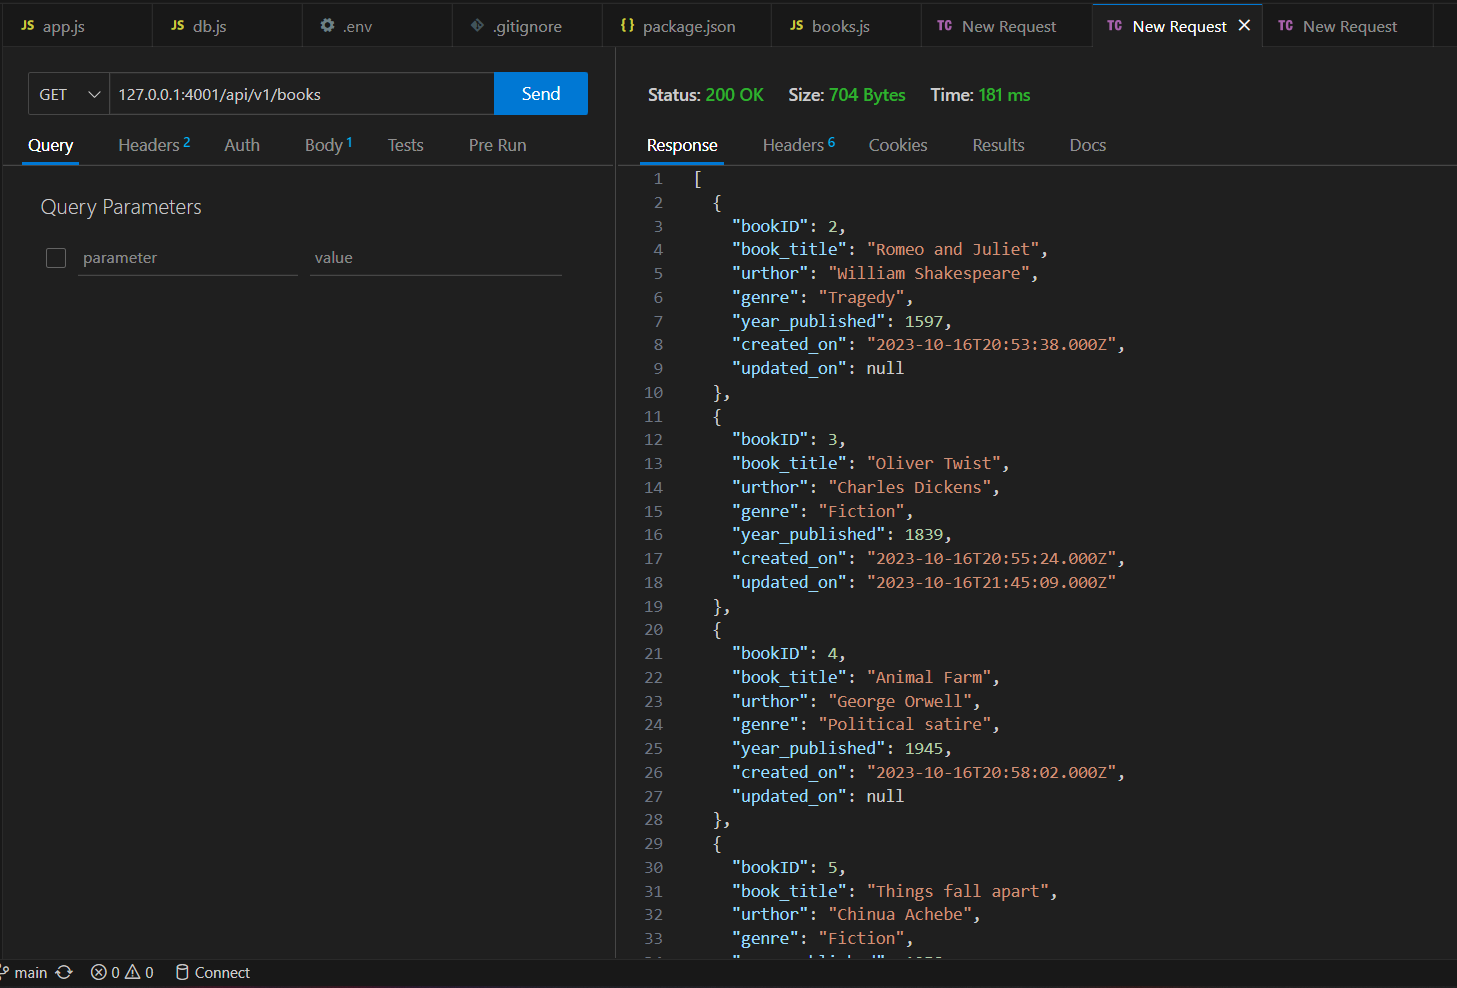 JS app.js JS db.js .env .gitignore {} package.json JS books.js TC New Request TC New Request TC New Request
GET 127.0.0.1:4001/api/v1/books Send
Query Headers 2 Auth Body 1 Tests Pre Run
Query Parameters
parameter value
Status: 200 OK Size: 704 Bytes Time: 181 ms
Response Headers 6 Cookies Results Docs
1 [
2 {
3 "bookID": 2,
4 "book_title": "Romeo and Juliet",
5 "urthor": "William Shakespeare",
6 "genre": "Tragedy",
7 "year_published": 1597,
8 "created_on": "2023-10-16T20:53:38.000Z",
9 "updated_on": null
10 },
11 {
12 "bookID": 3,
13 "book_title": "Oliver Twist",
14 "urthor": "Charles Dickens",
15 "genre": "Fiction",
16 "year_published": 1839,
17 "created_on": "2023-10-16T20:55:24.000Z",
18 "updated_on": "2023-10-16T21:45:09.000Z"
19 },
20 {
21 "bookID": 4,
22 "book_title": "Animal Farm",
23 "urthor": "George Orwell",
24 "genre": "Political satire",
25 "year_published": 1945,
26 "created_on": "2023-10-16T20:58:02.000Z",
27 "updated_on": null
28 },
29 {
30 "bookID": 5,
31 "book_title": "Things fall apart",
32 "urthor": "Chinua Achebe",
33 "genre": "Fiction",
main 0 0 Connect